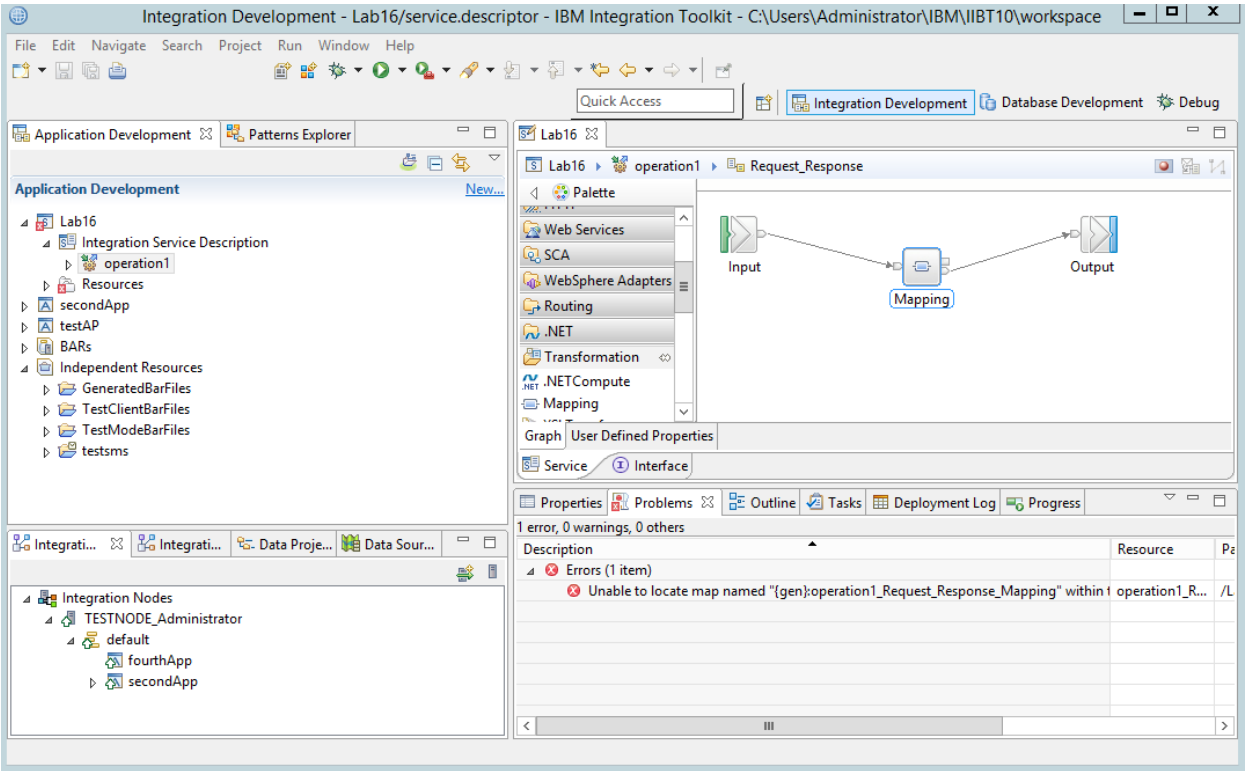 Integration Development - Lab16/service.descriptor - IBM Integration Toolkit - C:\Users\Administrator\IBM\IIBT10\workspace
File Edit Navigate Search Project Run Window Help
Quick Access
Integration Development
Database Development
Debug
Application Development
Patterns Explorer
Application Development
New...
Lab16
Integration Service Description
operation1
Resources
secondApp
testAP
BARs
Independent Resources
GeneratedBarFiles
TestClientBarFiles
TestModeBarFiles
testsms
Lab16
Lab16 operation1 Request_Response
Palette
Web Services
SCA
WebSphere Adapters
Routing
.NET
Transformation
.NETCompute
Mapping
Input
Mapping
Output
Graph User Defined Properties
Service Interface
Integrati... Integrati... Data Proje... Data Sour...
Integration Nodes
TESTNODE_Administrator
default
fourthApp
secondApp
Properties Problems Outline Tasks Deployment Log Progress
1 error, 0 warnings, 0 others
Description Resource Pa
Errors (1 item)
Unable to locate map named "{gen}:operation1_Request_Response_Mapping" within t operation1_R... /L